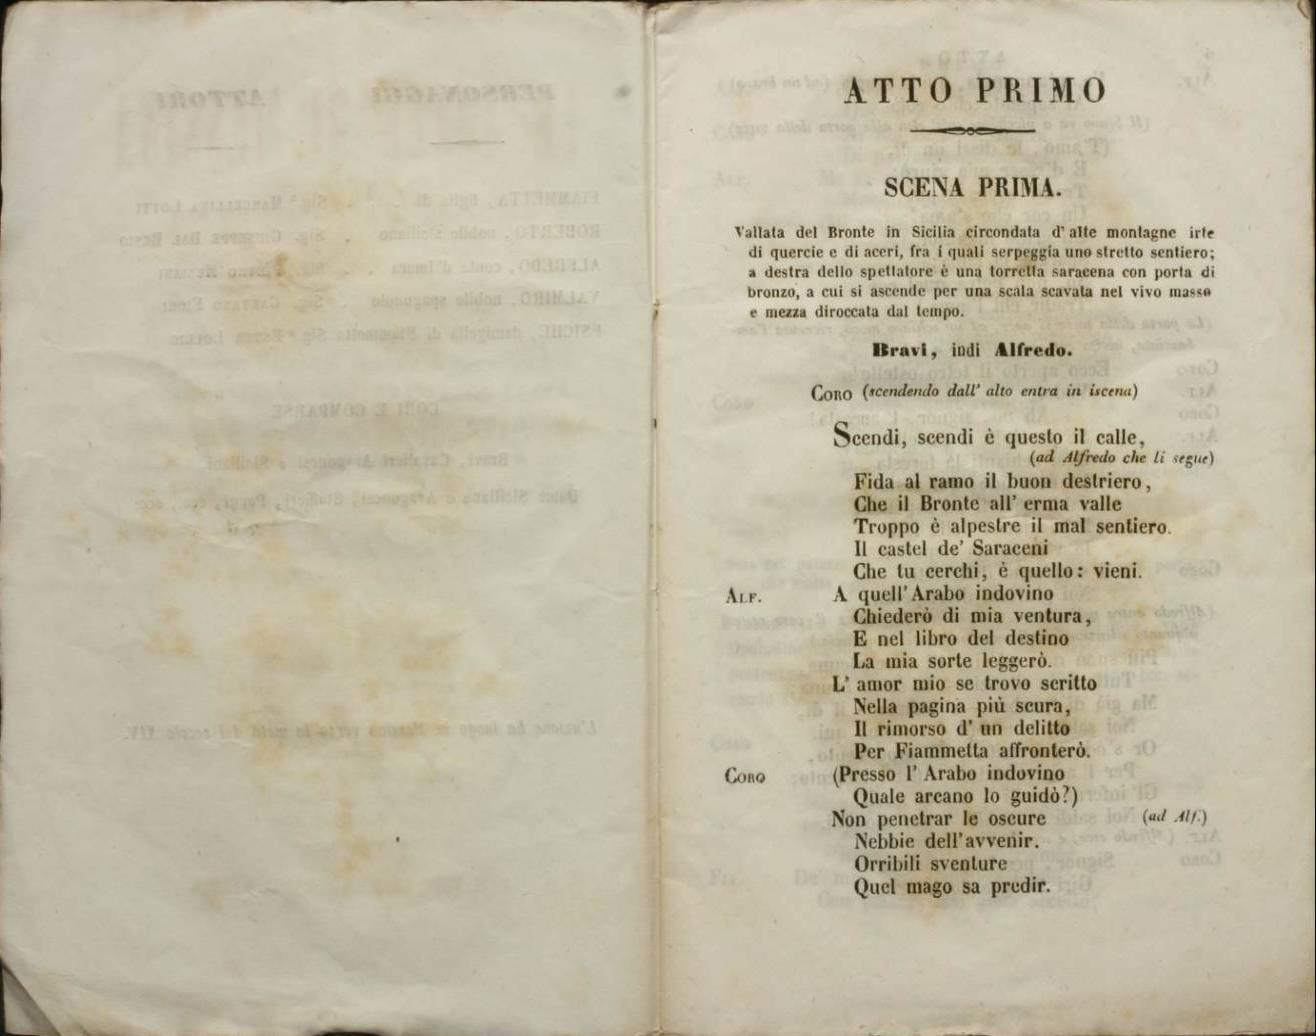 ATTO PRIMO
SCENA PRIMA.
Vallata del Bronte in Sicilia circondata d'alte montagne irte
di quercie e di aceri, fra i quali serpeggia uno stretto sentiero;
a destra dello spettatore è una torretta saracena con porta di
bronzo, a cui si ascende per una scala scavata nel vivo masso
e mezza diroccata dal tempo.
Bravi, indi Alfredo.
CORO (scendendo dall' alto entra in iscena)
Scendi, scendi è questo il calle,
(ad Alfredo che li segue)
Fida al ramo il buon destriero,
Che il Bronte all' erma valle
Troppo è alpestre il mal sentiero.
Il castel de' Saraceni
Che tu cerchi, è quello: vieni.
ALF. A quell'Arabo indovino
Chiederò di mia ventura,
E nel libro del destino
La mia sorte leggerò.
L' amor mio se trovo scritto
Nella pagina più scura,
Il rimorso d' un delitto
Per Fiammetta affronterò.
CORO (Presso l' Arabo indovino
Quale arcano lo guidò?)
Non penetrar le oscure (ad Alf.)
Nebbie dell'avvenir.
Orribili sventure
Quel mago sa predir.